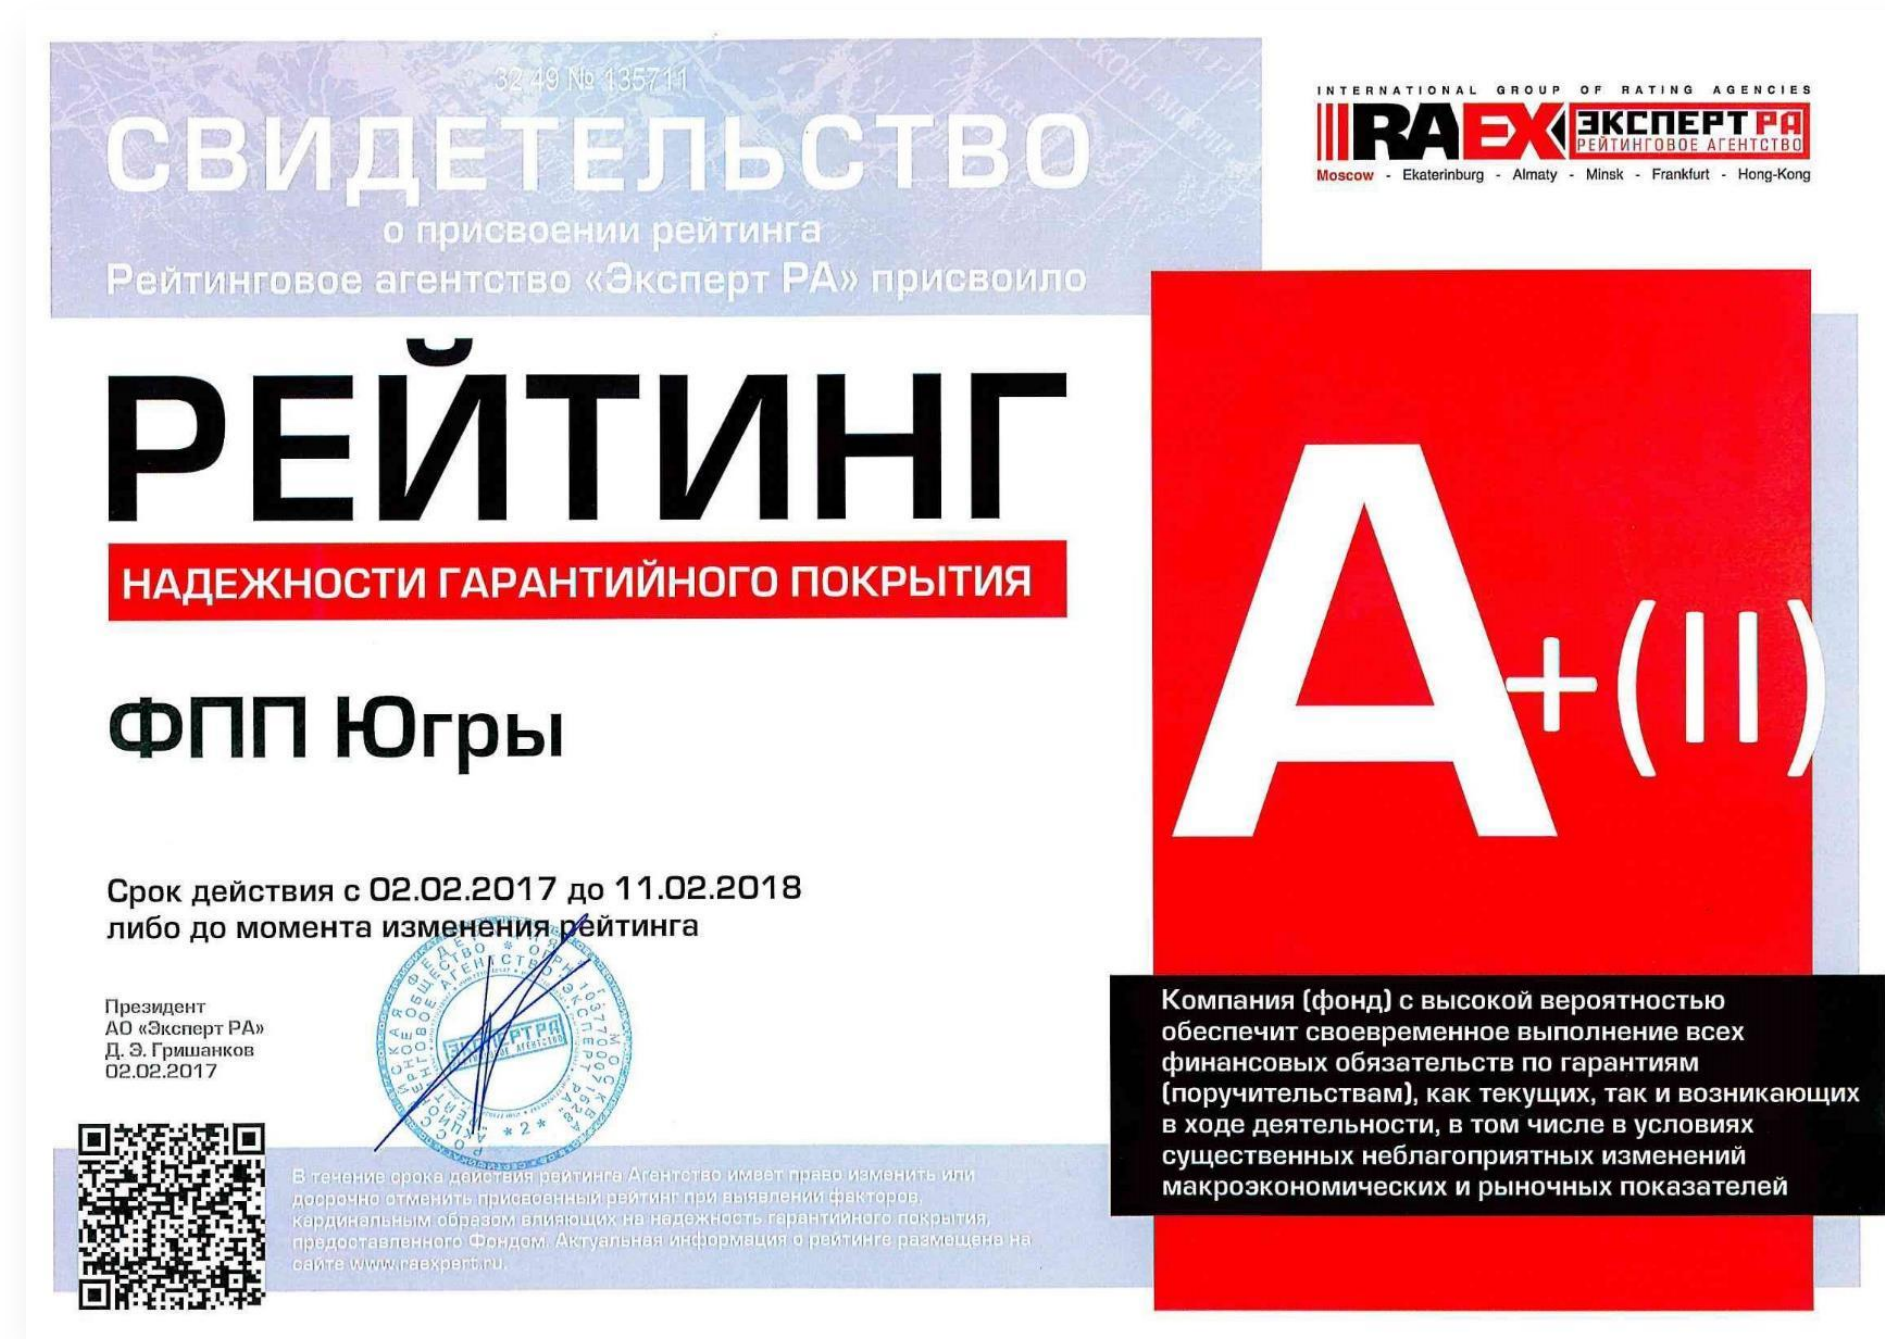 32 49 № 135711
СВИДЕТЕЛЬСТВО
о присвоении рейтинга
Рейтинговое агентство «Эксперт РА» присвоило
INTERNATIONAL GROUP OF RATING AGENCIES
RAEX ЭКСПЕРТ РА
РЕЙТИНГОВОЕ АГЕНТСТВО
Moscow - Ekaterinburg - Almaty - Minsk - Frankfurt - Hong-Kong
РЕЙТИНГ
НАДЕЖНОСТИ ГАРАНТИЙНОГО ПОКРЫТИЯ
A+(II)
ФПП Югры
Срок действия с 02.02.2017 до 11.02.2018
либо до момента изменения рейтинга
Президент
АО «Эксперт РА»
Д. Э. Гришанков
02.02.2017
ЭКСПЕРТ РА
Компания (фонд) с высокой вероятностью
обеспечит своевременное выполнение всех
финансовых обязательств по гарантиям
(поручительствам), как текущих, так и возникающих
в ходе деятельности, в том числе в условиях
существенных неблагоприятных изменений
макроэкономических и рыночных показателей
В течение срока действия рейтинга Агентство имеет право изменить или
досрочно отменить присвоенный рейтинг при выявлении факторов,
кардинальным образом влияющих на надежность гарантийного покрытия,
предоставленного Фондом. Актуальная информация о рейтинге размещена на
сайте www.raexpert.ru.